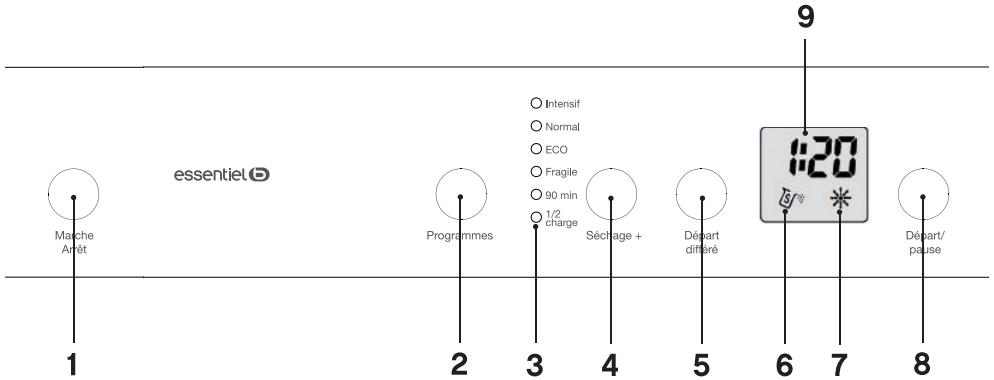 9
Intensif
Normal
ECO
Fragile
90 min
1/2
charge
essentiel b
1:20
S
Marche
Arrêt
Programmes
Séchage +
Départ
différé
Départ/
pause
1
2
3
4
5
6
7
8